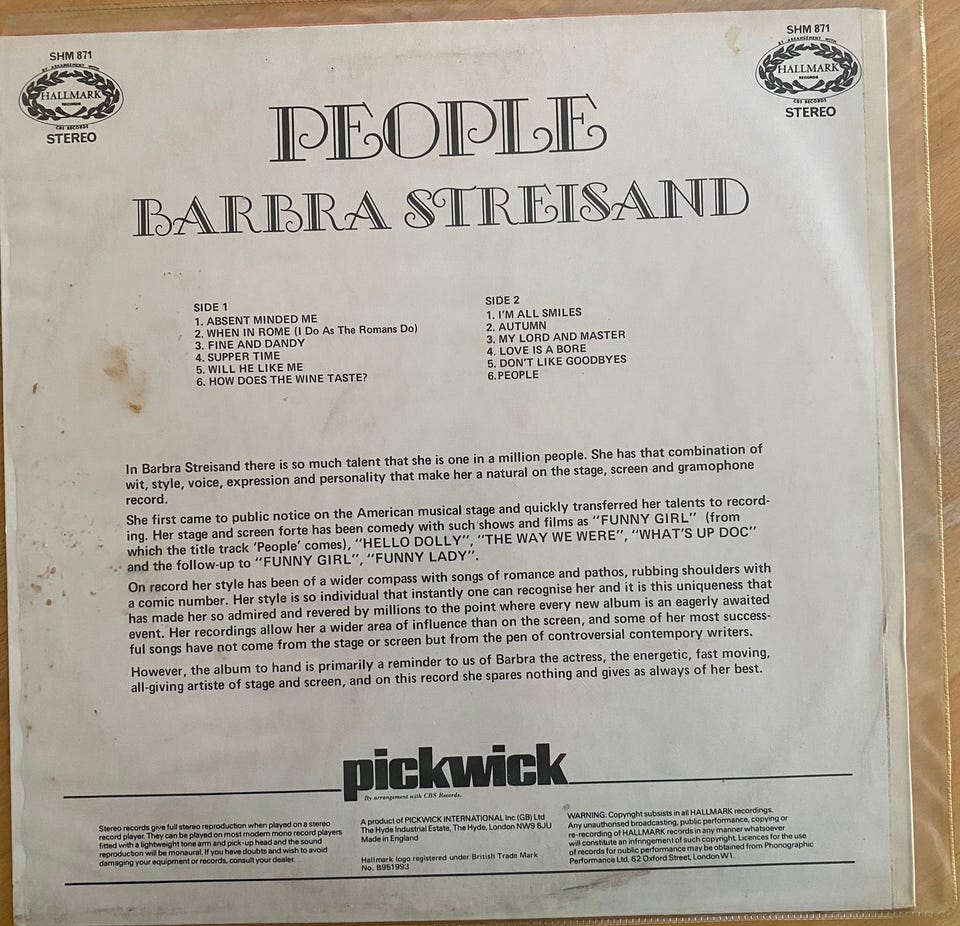 SHM 871
BY ARRANGEMENT WITH
HALLMARK
RECORDS
CBS RECORDS
STEREO
SHM 871
BY ARRANGEMENT WITH
HALLMARK
RECORDS
CBS RECORDS
STEREO
PEOPLE
BARBRA STREISAND
SIDE 1
1. ABSENT MINDED ME
2. WHEN IN ROME (I Do As The Romans Do)
3. FINE AND DANDY
4. SUPPER TIME
5. WILL HE LIKE ME
6. HOW DOES THE WINE TASTE?
SIDE 2
1. I'M ALL SMILES
2. AUTUMN
3. MY LORD AND MASTER
4. LOVE IS A BORE
5. DON'T LIKE GOODBYES
6.PEOPLE
In Barbra Streisand there is so much talent that she is one in a million people. She has that combination of
wit, style, voice, expression and personality that make her a natural on the stage, screen and gramophone
record.
She first came to public notice on the American musical stage and quickly transferred her talents to record-
ing. Her stage and screen forte has been comedy with such shows and films as "FUNNY GIRL" (from
which the title track 'People' comes), "HELLO DOLLY", "THE WAY WE WERE", "WHAT'S UP DOC"
and the follow-up to "FUNNY GIRL", "FUNNY LADY".
On record her style has been of a wider compass with songs of romance and pathos, rubbing shoulders with
a comic number. Her style is so individual that instantly one can recognise her and it is this uniqueness that
has made her so admired and revered by millions to the point where every new album is an eagerly awaited
event. Her recordings allow her a wider area of influence than on the screen, and some of her most success-
ful songs have not come from the stage or screen but from the pen of controversial contempory writers.
However, the album to hand is primarily a reminder to us of Barbra the actress, the energetic, fast moving,
all-giving artiste of stage and screen, and on this record she spares nothing and gives as always of her best.
pickwick
By arrangement with CBS Records.
Stereo records give full stereo reproduction when played on a stereo
record player. They can be played on most modern mono record players
fitted with a lightweight tone arm and pick-up head and the sound
reproduction will be monaural. If you have doubts and wish to avoid
damaging your equipment or records, consult your dealer.
A product of PICKWICK INTERNATIONAL Inc (GB) Ltd
The Hyde Industrial Estate, The Hyde, London NW9 6JU
Made in England
Hallmark logo registered under British Trade Mark
No. B951993
WARNING: Copyright subsists in all HALLMARK recordings.
Any unauthorised broadcasting, public performance, copying or
re-recording of HALLMARK records in any manner whatsoever
will constitute an infringement of such copyright. Licences for the use
of records for public performance may be obtained from Phonographic
Performance Ltd, 62 Oxford Street, London W1.